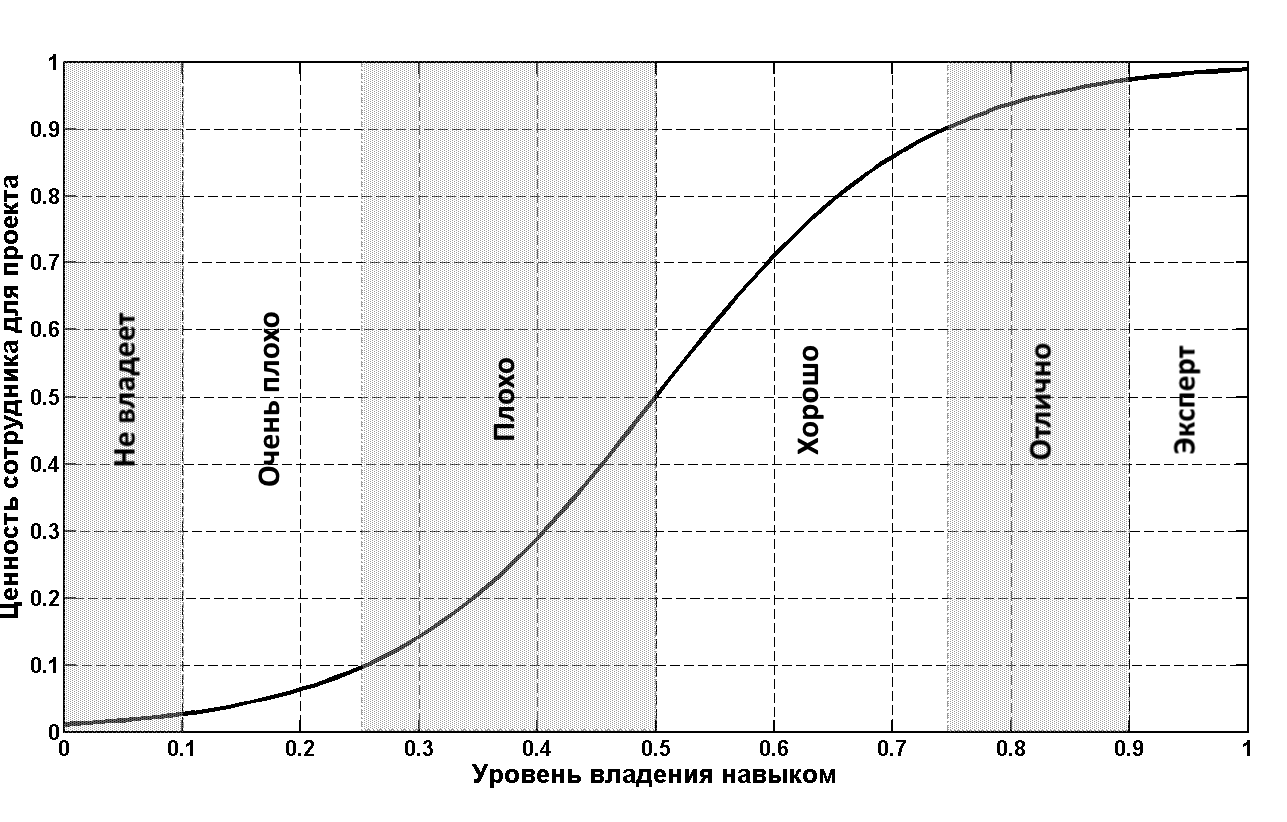 Ценность сотрудника для проекта
1
0.9
0.8
0.7
0.6
0.5
0.4
0.3
0.2
0.1
0
Не владеет
Очень плохо
Плохо
Хорошо
Отлично
Эксперт
0 0.1 0.2 0.3 0.4 0.5 0.6 0.7 0.8 0.9 1
Уровень владения навыком